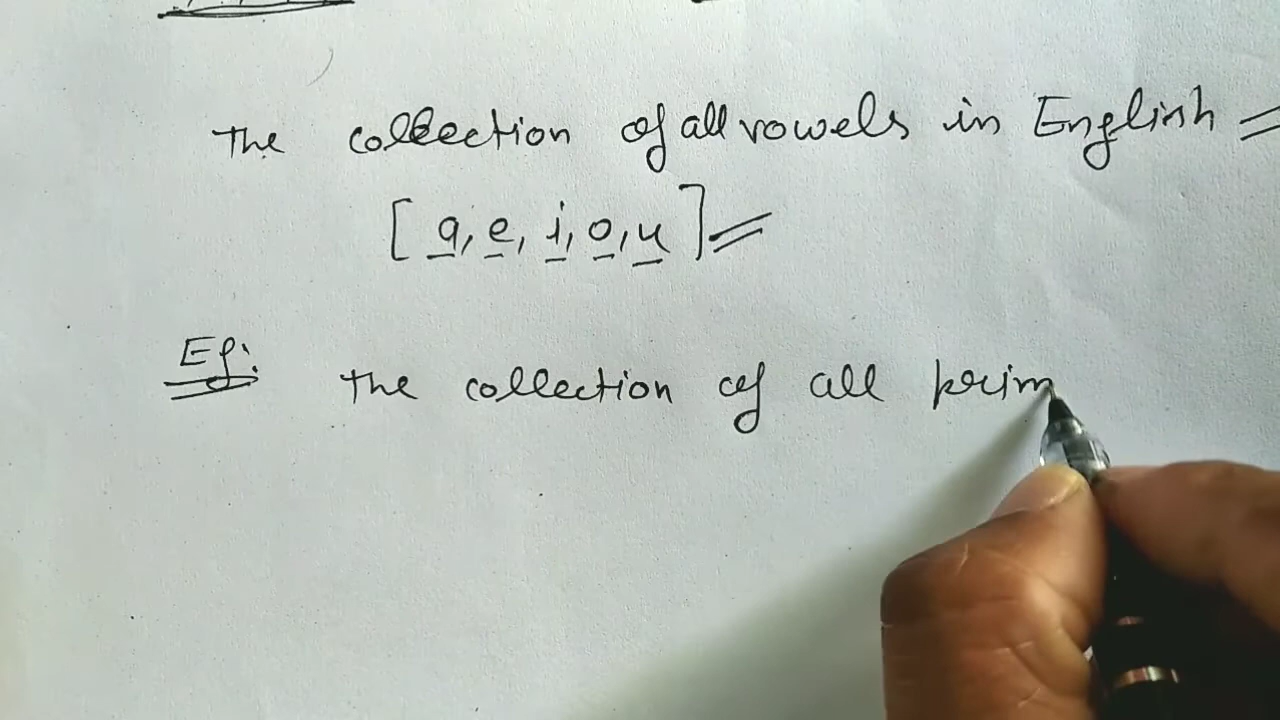 The collection of all vowels in English =
[a, e, i, o, u] =
Eg: The collection of all prim